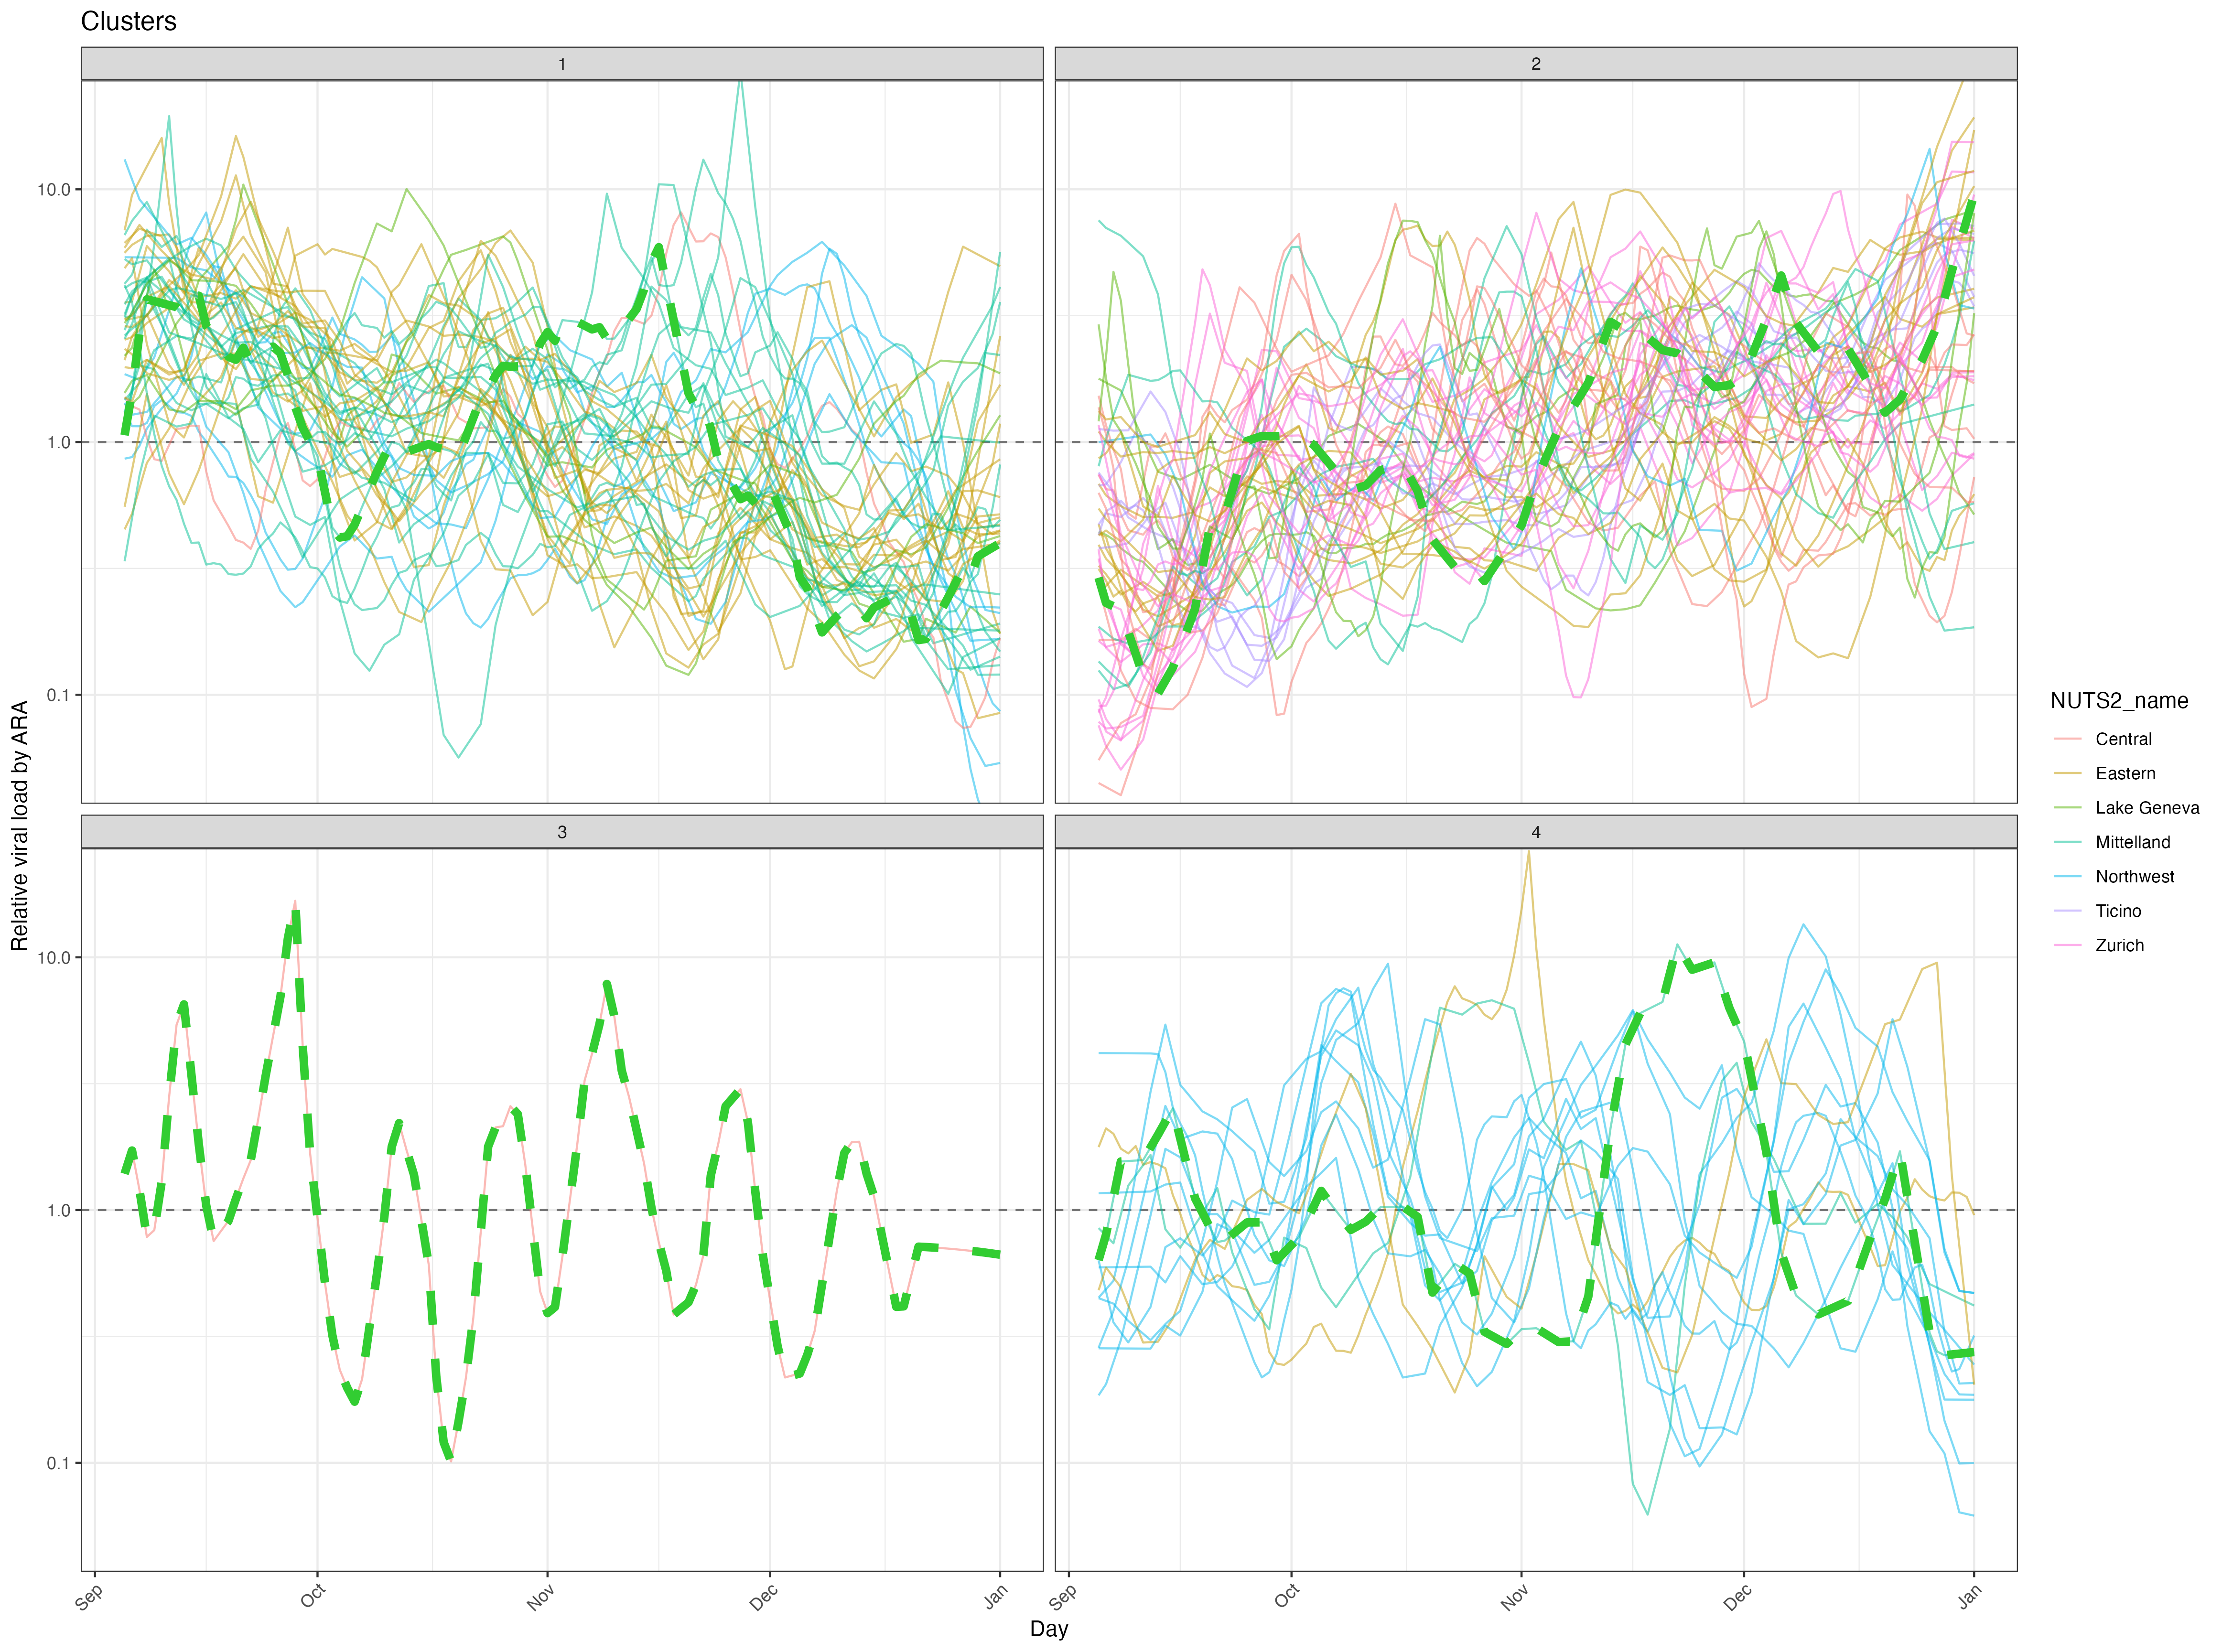 Clusters
1
2
10.0
1.0
0.1
3
4
10.0
1.0
0.1
Relative viral load by ARA
Sep
Oct
Nov
Dec
Jan
Sep
Oct
Nov
Dec
Jan
Day
NUTS2_name
Central
Eastern
Lake Geneva
Mittelland
Northwest
Ticino
Zurich